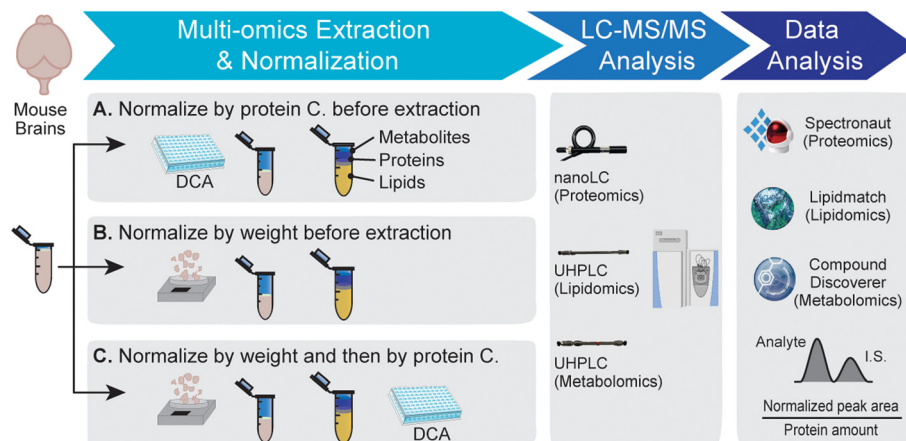 Multi-omics Extraction
& Normalization
LC-MS/MS
Analysis
Data
Analysis
Mouse
Brains
A. Normalize by protein C. before extraction
DCA
Metabolites
Proteins
Lipids
B. Normalize by weight before extraction
C. Normalize by weight and then by protein C.
DCA
nanoLC
(Proteomics)
UHPLC
(Lipidomics)
UHPLC
(Metabolomics)
Spectronaut
(Proteomics)
Lipidmatch
(Lipidomics)
Compound
Discoverer
(Metabolomics)
Analyte
I.S.
Normalized peak area
Protein amount